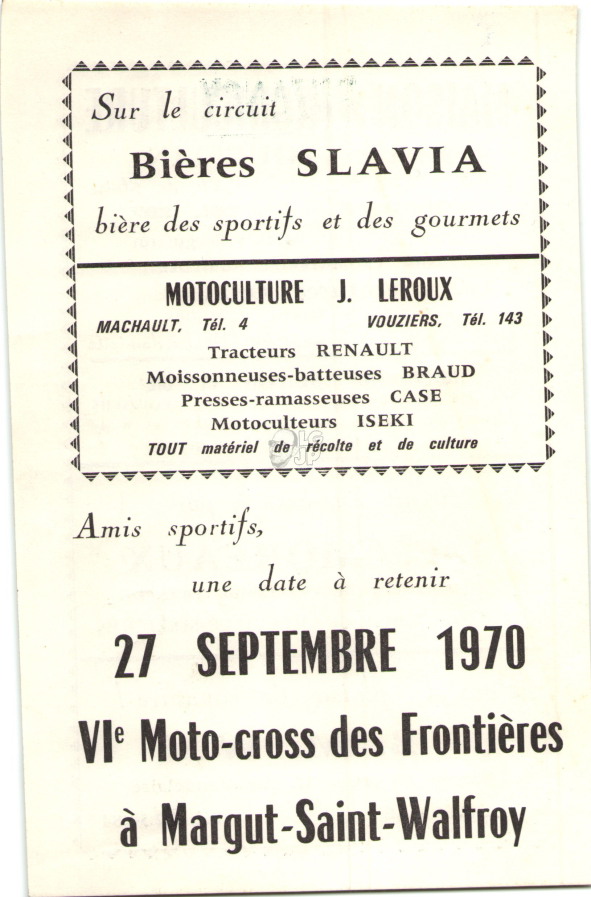 Sur le circuit
Bières SLAVIA
bière des sportifs et des gourmets
MOTOCULTURE J. LEROUX
MACHAULT, Tél. 4 VOUZIERS, Tél. 143
Tracteurs RENAULT
Moissonneuses-batteuses BRAUD
Presses-ramasseuses CASE
Motoculteurs ISEKI
TOUT matériel de récolte et de culture
LG
JP
Amis sportifs,
une date à retenir
27 SEPTEMBRE 1970
VIe Moto-cross des Frontières
à Margut-Saint-Walfroy